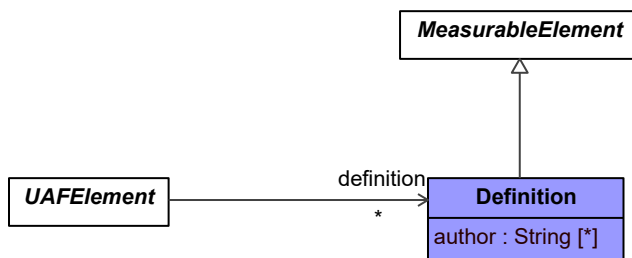 MeasurableElement
definition
UAFElement
*
Definition
author : String [*]